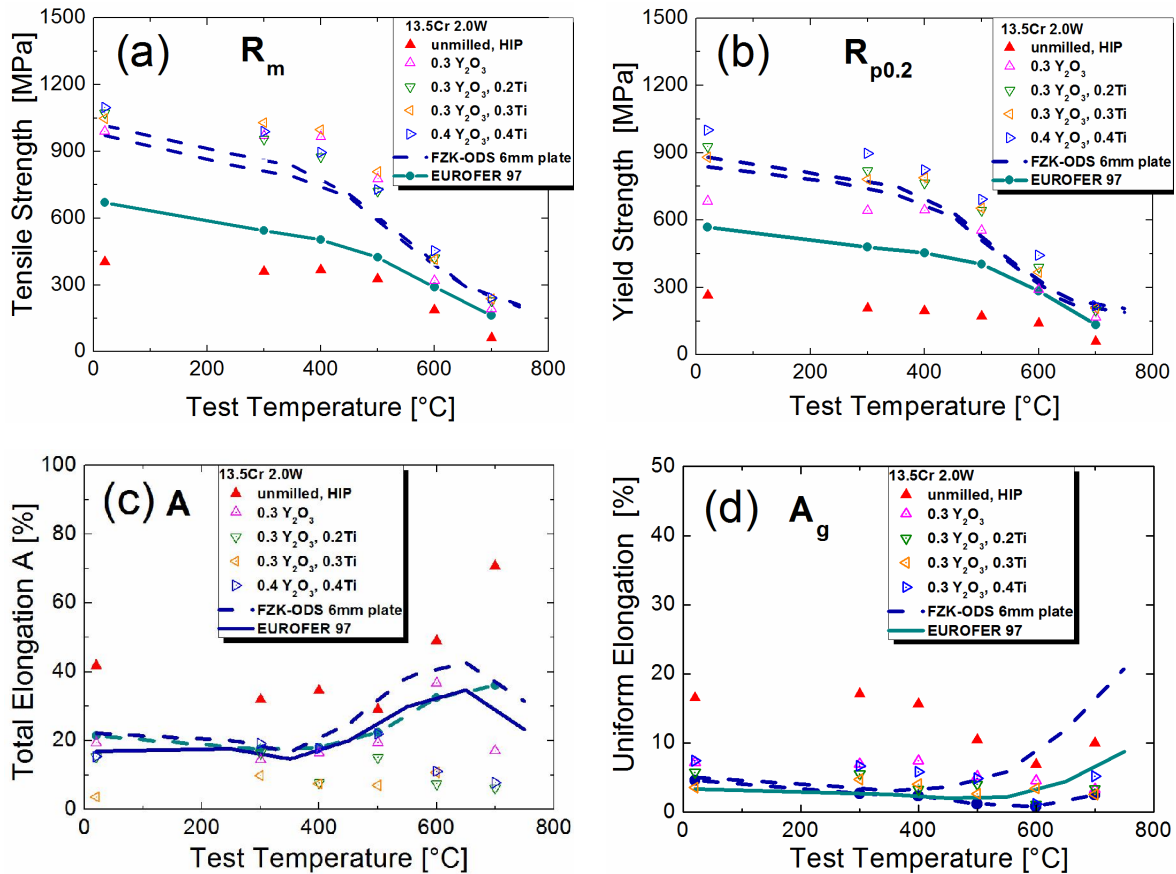 (a) R_m
Tensile Strength [MPa]
1500
1200
900
600
300
0
13.5Cr 2.0W
unmilled, HIP
0.3 Y₂O₃
0.3 Y₂O₃, 0.2Ti
0.3 Y₂O₃, 0.3Ti
0.4 Y₂O₃, 0.4Ti
FZK-ODS 6mm plate
EUROFER 97
0 200 400 600 800
Test Temperature [°C]
(b) R_p0.2
Yield Strength [MPa]
1500
1200
900
600
300
0
13.5Cr 2.0W
unmilled, HIP
0.3 Y₂O₃
0.3 Y₂O₃, 0.2Ti
0.3 Y₂O₃, 0.3Ti
0.4 Y₂O₃, 0.4Ti
FZK-ODS 6mm plate
EUROFER 97
0 200 400 600 800
Test Temperature [°C]
(c) A
Total Elongation A [%]
100
80
60
40
20
0
13.5Cr 2.0W
unmilled, HIP
0.3 Y₂O₃
0.3 Y₂O₃, 0.2Ti
0.3 Y₂O₃, 0.3Ti
0.4 Y₂O₃, 0.4Ti
FZK-ODS 6mm plate
EUROFER 97
0 200 400 600 800
Test Temperature [°C]
(d) A_g
Uniform Elongation [%]
50
40
30
20
10
0
13.5Cr 2.0W
unmilled, HIP
0.3 Y₂O₃
0.3 Y₂O₃, 0.2Ti
0.3 Y₂O₃, 0.3Ti
0.3 Y₂O₃, 0.4Ti
FZK-ODS 6mm plate
EUROFER 97
0 200 400 600 800
Test Temperature [°C]